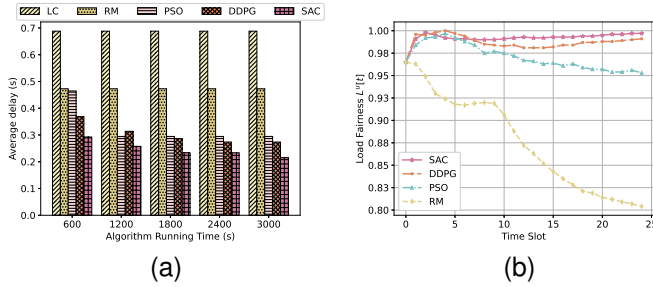 LC RM PSO DDPG SAC
Average delay (s)
0.7
0.6
0.5
0.4
0.3
0.2
0.1
0.0
600 1200 1800 2400 3000
Algorithm Running Time (s)
(a)
Load Fairness L^u[t]
1.00
0.98
0.95
0.93
0.90
0.88
0.85
0.83
0.80
SAC
DDPG
PSO
RM
0 5 10 15 20 25
Time Slot
(b)